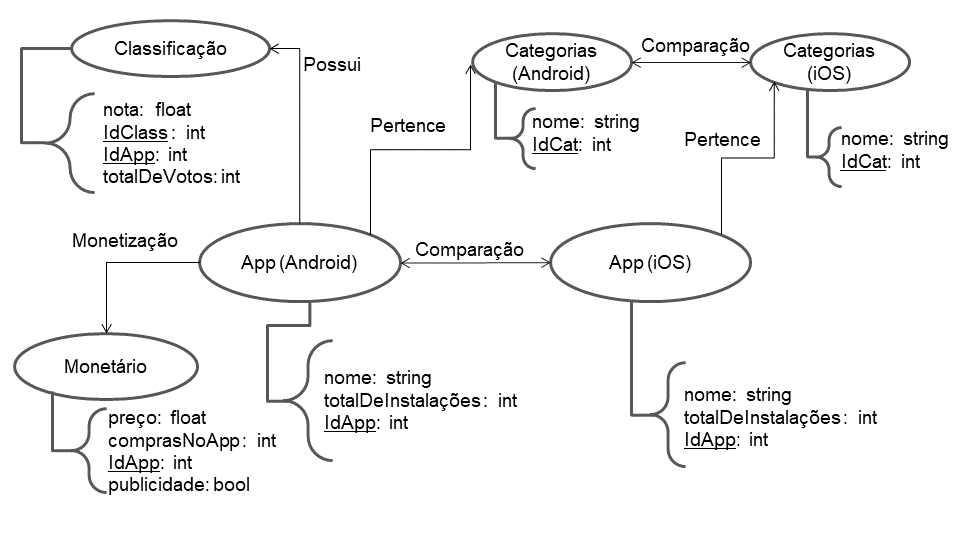 Classificação
Possui
nota: float
IdClass: int
IdApp: int
totalDeVotos: int
Categorias
(Android)
Comparação
Categorias
(iOS)
nome: string
IdCat: int
nome: string
IdCat: int
Pertence
Pertence
Monetização
App (Android)
Comparação
App (iOS)
Monetário
preço: float
comprasNoApp: int
IdApp: int
publicidade: bool
nome: string
totalDeInstalações: int
IdApp: int
nome: string
totalDeInstalações: int
IdApp: int